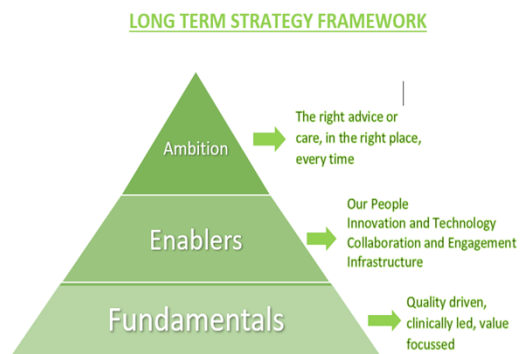 LONG TERM STRATEGY FRAMEWORK
Ambition
The right advice or
care, in the right place,
every time
Enablers
Our People
Innovation and Technology
Collaboration and Engagement
Infrastructure
Fundamentals
Quality driven,
clinically led, value
focussed